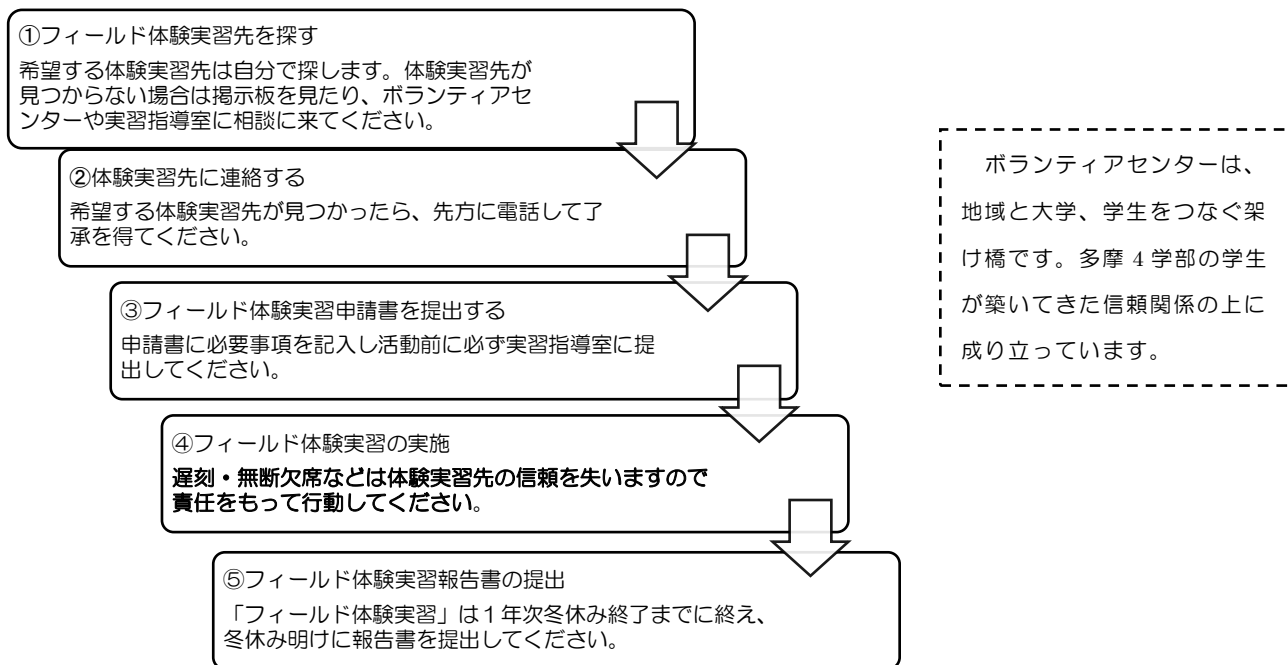 ①フィールド体験実習先を探す
希望する体験実習先は自分で探します。体験実習先が
見つからない場合は掲示板を見たり、ボランティアセ
ンターや実習指導室に相談に来てください。
②体験実習先に連絡する
希望する体験実習先が見つかったら、先方に電話して了
承を得てください。
③フィールド体験実習申請書を提出する
申請書に必要事項を記入し活動前に必ず実習指導室に提
出してください。
④フィールド体験実習の実施
遅刻・無断欠席などは体験実習先の信頼を失いますので
責任をもって行動してください。
⑤フィールド体験実習報告書の提出
「フィールド体験実習」は1年次冬休み終了までに終え、
冬休み明けに報告書を提出してください。
ボランティアセンターは、
地域と大学、学生をつなぐ架
け橋です。多摩 4 学部の学生
が築いてきた信頼関係の上に
成り立っています。